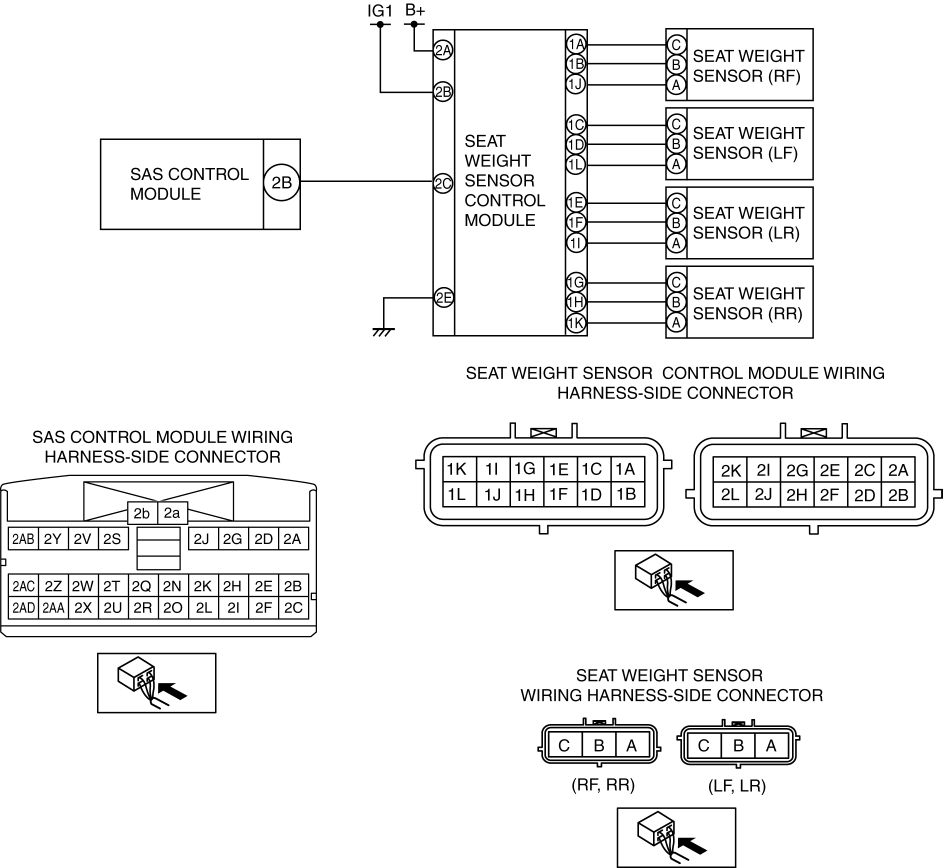 IG1 B+
2A
2B
2C
2E
SEAT
WEIGHT
SENSOR
CONTROL
MODULE
1A
1B
1J
1C
1D
1L
1E
1F
1I
1G
1H
1K
C
B
A
SEAT WEIGHT
SENSOR (RF)
C
B
A
SEAT WEIGHT
SENSOR (LF)
C
B
A
SEAT WEIGHT
SENSOR (LR)
C
B
A
SEAT WEIGHT
SENSOR (RR)
SAS CONTROL
MODULE
2B
SEAT WEIGHT SENSOR CONTROL MODULE WIRING
HARNESS-SIDE CONNECTOR
1K 1I 1G 1E 1C 1A
1L 1J 1H 1F 1D 1B
2K 2I 2G 2E 2C 2A
2L 2J 2H 2F 2D 2B
SAS CONTROL MODULE WIRING
HARNESS-SIDE CONNECTOR
2b 2a
2AB 2Y 2V 2S 2J 2G 2D 2A
2AC 2Z 2W 2T 2Q 2N 2K 2H 2E 2B
2AD 2AA 2X 2U 2R 2O 2L 2I 2F 2C
SEAT WEIGHT SENSOR
WIRING HARNESS-SIDE CONNECTOR
C B A
(RF, RR)
C B A
(LF, LR)